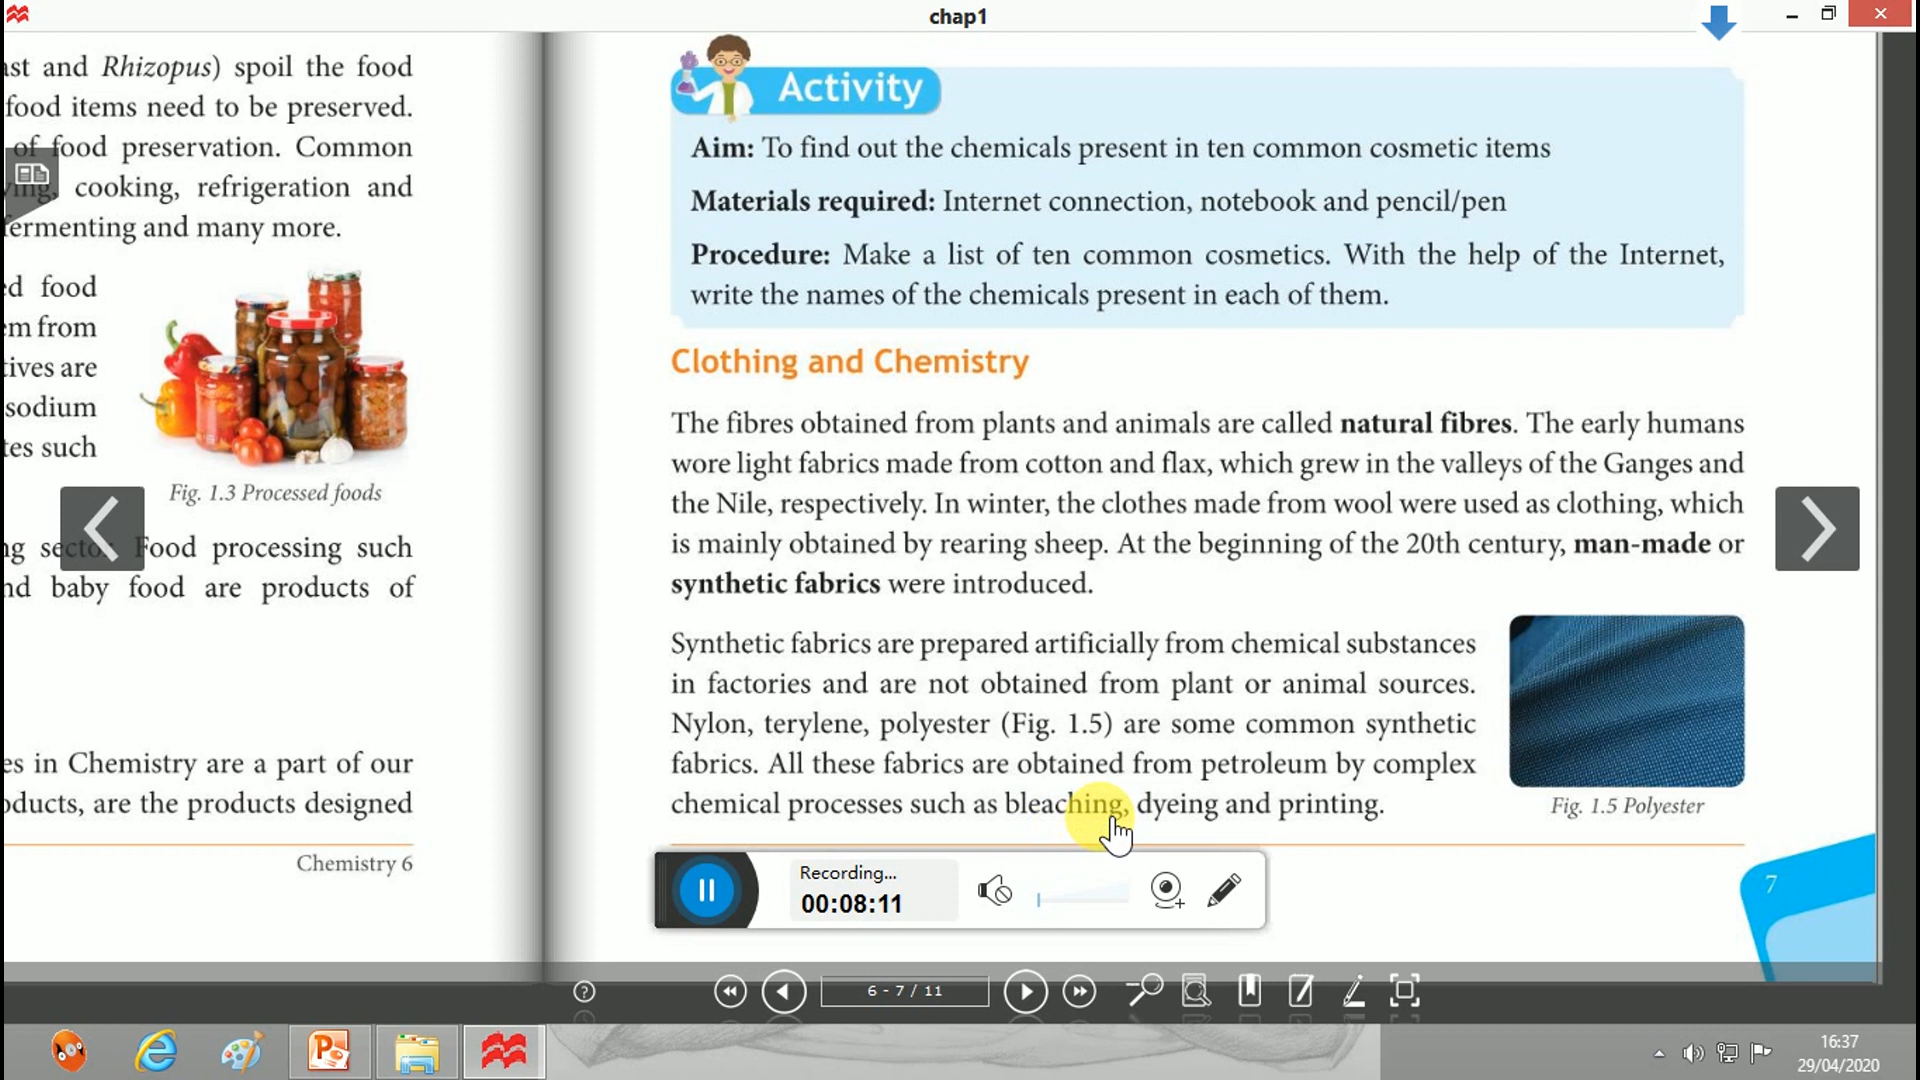 chap1
ast and Rhizopus) spoil the food
food items need to be preserved.
of food preservation. Common
ying, cooking, refrigeration and
fermenting and many more.
ed food
em from
tives are
sodium
tes such
Fig. 1.3 Processed foods
ng sector. Food processing such
nd baby food are products of
es in Chemistry are a part of our
oducts, are the products designed
Chemistry 6
Activity
Aim: To find out the chemicals present in ten common cosmetic items
Materials required: Internet connection, notebook and pencil/pen
Procedure: Make a list of ten common cosmetics. With the help of the Internet,
write the names of the chemicals present in each of them.
Clothing and Chemistry
The fibres obtained from plants and animals are called natural fibres. The early humans
wore light fabrics made from cotton and flax, which grew in the valleys of the Ganges and
the Nile, respectively. In winter, the clothes made from wool were used as clothing, which
is mainly obtained by rearing sheep. At the beginning of the 20th century, man-made or
synthetic fabrics were introduced.
Synthetic fabrics are prepared artificially from chemical substances
in factories and are not obtained from plant or animal sources.
Nylon, terylene, polyester (Fig. 1.5) are some common synthetic
fabrics. All these fabrics are obtained from petroleum by complex
chemical processes such as bleaching, dyeing and printing.
Fig. 1.5 Polyester
7
Recording...
00:08:11
6 - 7 / 11
16:37
29/04/2020